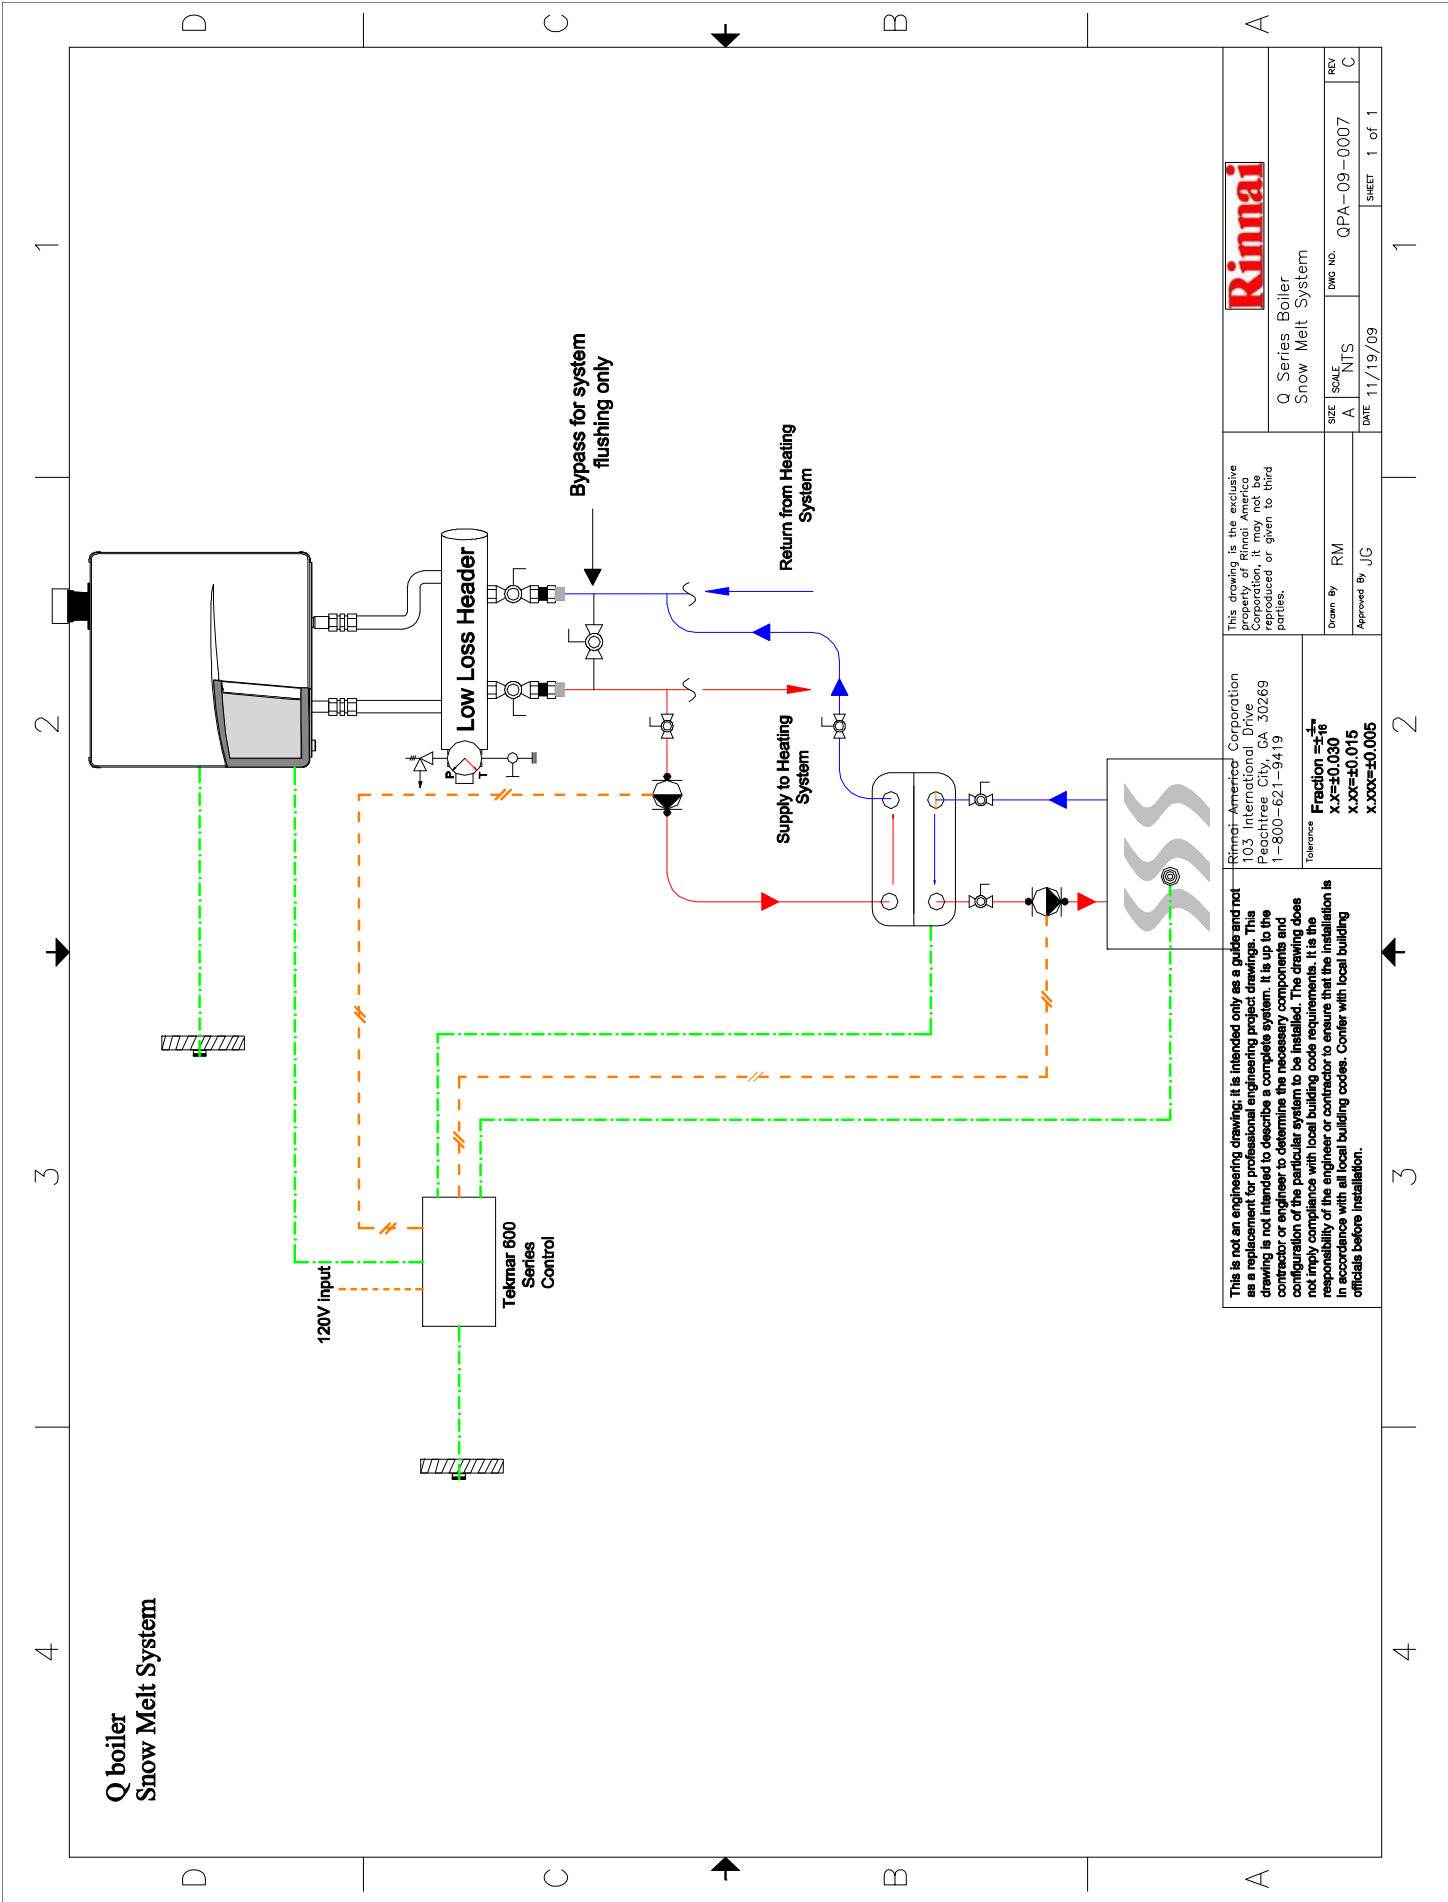 Q boiler
Snow Melt System
4
3
2
1
D
C
B
A
D
C
B
A
4
3
2
1
120V input
Tekmar 600
Series
Control
Low Loss Header
P
T
Bypass for system
flushing only
Supply to Heating
System
Return from Heating
System
This is not an engineering drawing; it is intended only as a guide and not
as a replacement for professional engineering project drawings. This
drawing is not intended to describe a complete system. It is up to the
contractor or engineer to determine the necessary components and
configuration of the particular system to be installed. The drawing does
not imply compliance with local building code requirements. It is the
responsibility of the engineer or contractor to ensure that the installation is
in accordance with all local building codes. Confer with local building
officials before installation.
Rinnai America Corporation
103 International Drive
Peachtree City, GA 30269
1-800-621-9419
Tolerance
Fraction =±1/16"
X.X=±0.030
X.XX=±0.015
X.XXX=±0.005
This drawing is the exclusive
property of Rinnai America
Corporation, it may not be
reproduced or given to third
parties.
Drawn By RM
Approved By JG
Rinnai
Q Series Boiler
Snow Melt System
SIZE A
SCALE NTS
DWG NO. QPA-09-0007
REV C
DATE 11/19/09
SHEET 1 of 1